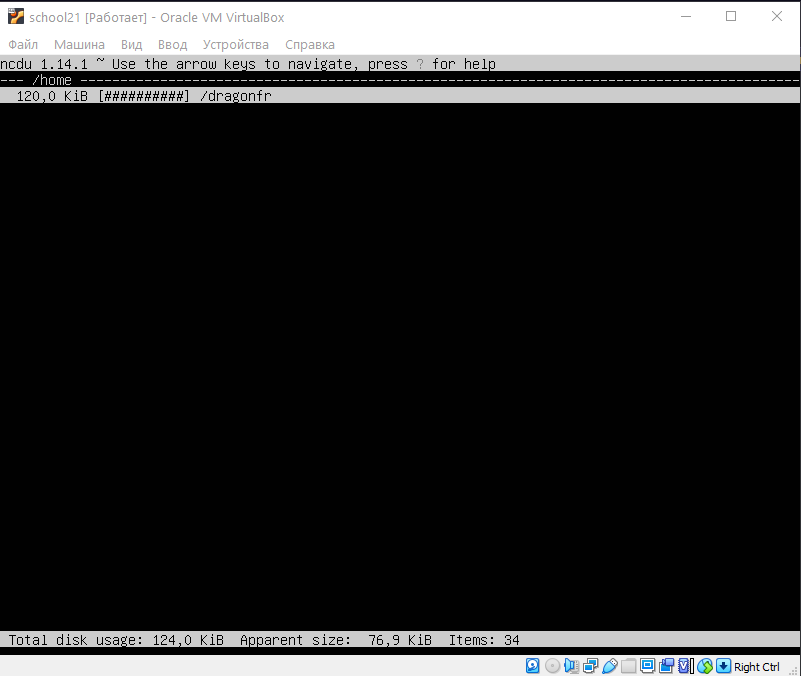 school21 [Работает] - Oracle VM VirtualBox
Файл Машина Вид Ввод Устройства Справка
ncdu 1.14.1 ~ Use the arrow keys to navigate, press ? for help
--- /home ------------------------------------------------------------------------------------------
120,0 KiB [##########] /dragonfr
Total disk usage: 124,0 KiB Apparent size: 76,9 KiB Items: 34
Right Ctrl